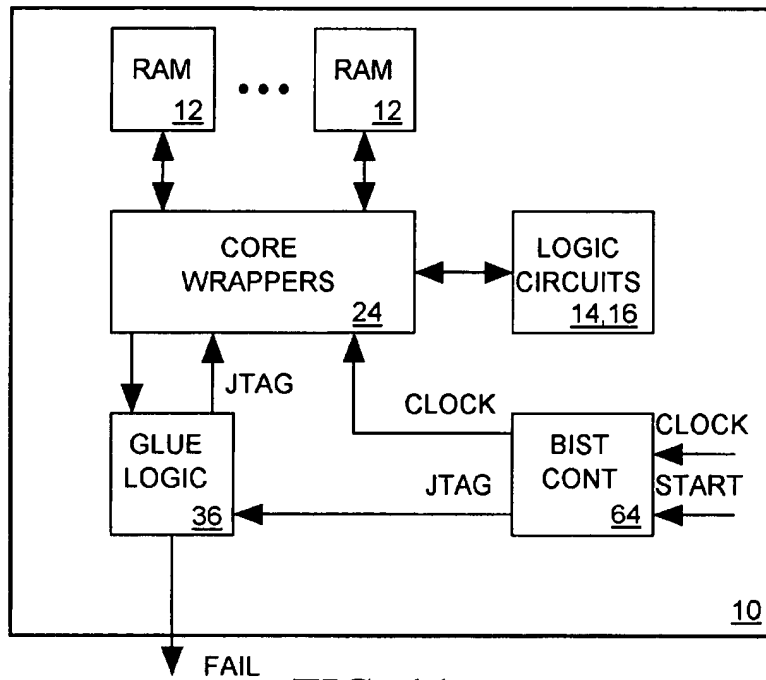 RAM
12
RAM
12
CORE
WRAPPERS
24
LOGIC
CIRCUITS
14,16
JTAG
CLOCK
GLUE
LOGIC
36
JTAG
BIST
CONT
64
CLOCK
START
10
FAIL